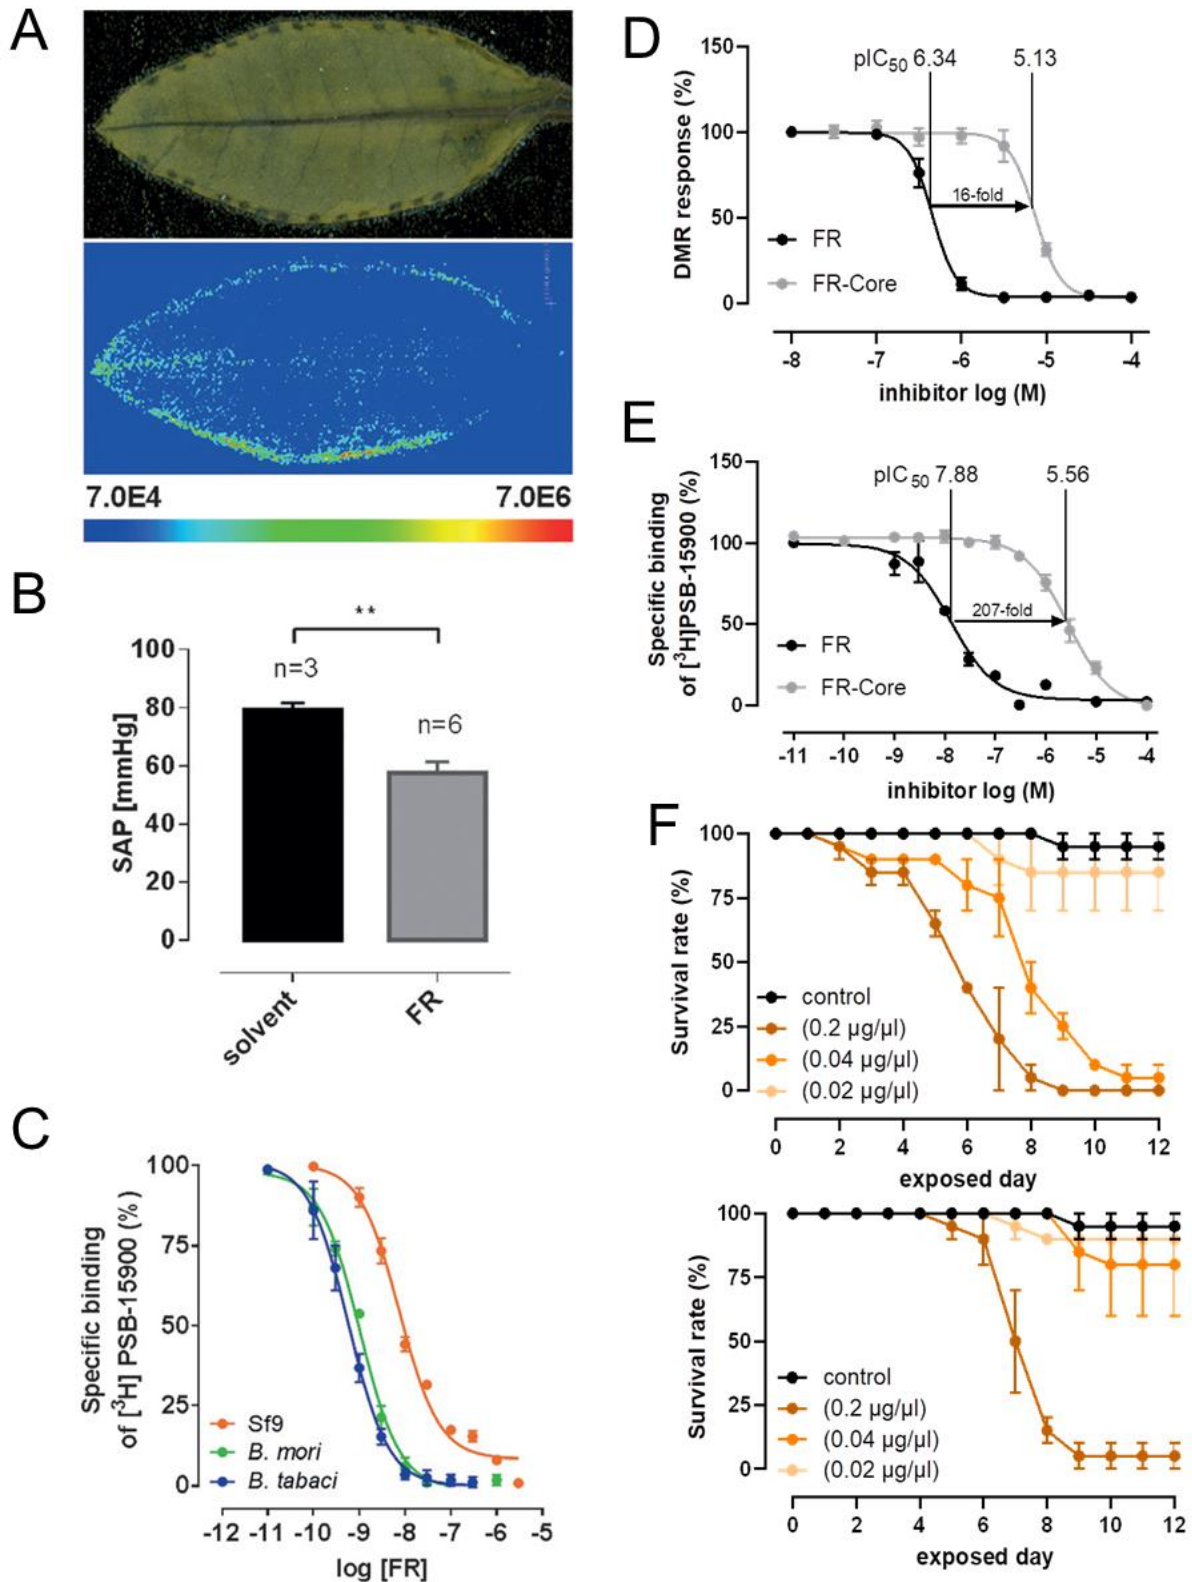 A
7.0E4 7.0E6
B
**
100
80
60
40
20
0
SAP [mmHg]
n=3
n=6
solvent
FR
C
100
75
50
25
0
Specific binding
of [³H] PSB-15900 (%)
Sf9
B. mori
B. tabaci
-12 -11 -10 -9 -8 -7 -6 -5
log [FR]
D
150
100
50
0
DMR response (%)
pIC50 6.34 5.13
16-fold
FR
FR-Core
-8 -7 -6 -5 -4
inhibitor log (M)
E
150
100
50
0
Specific binding
of [³H]PSB-15900 (%)
pIC50 7.88 5.56
207-fold
FR
FR-Core
-11 -10 -9 -8 -7 -6 -5 -4
inhibitor log (M)
F
100
75
50
25
0
Survival rate (%)
control
(0.2 µg/µl)
(0.04 µg/µl)
(0.02 µg/µl)
0 2 4 6 8 10 12
exposed day
100
75
50
25
0
Survival rate (%)
control
(0.2 µg/µl)
(0.04 µg/µl)
(0.02 µg/µl)
0 2 4 6 8 10 12
exposed day